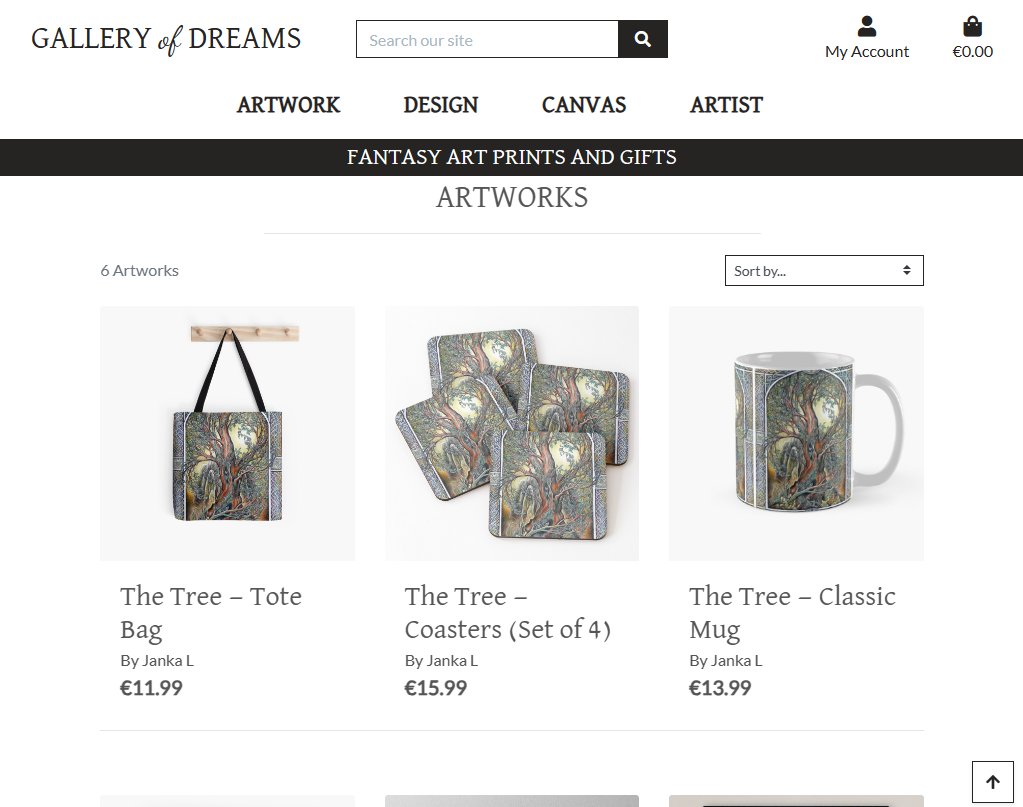 GALLERY of DREAMS
Search our site
My Account
€0.00
ARTWORK DESIGN CANVAS ARTIST
FANTASY ART PRINTS AND GIFTS
ARTWORKS
6 Artworks
Sort by...
The Tree – Tote
Bag
By Janka L
€11.99
The Tree –
Coasters (Set of 4)
By Janka L
€15.99
The Tree – Classic
Mug
By Janka L
€13.99